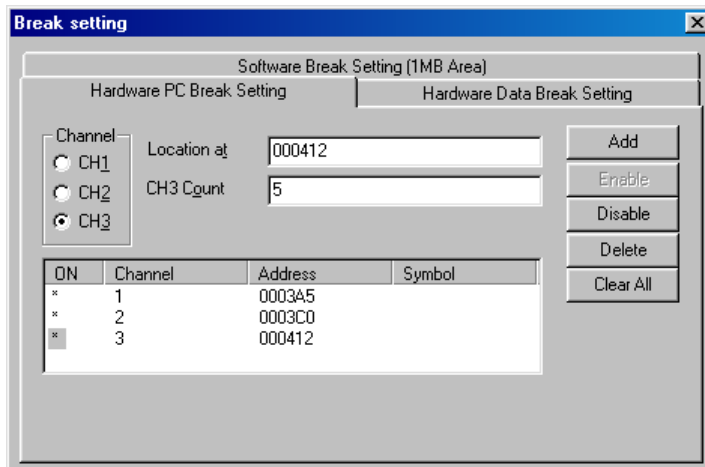 Break setting
Software Break Setting (1MB Area)
Hardware PC Break Setting
Hardware Data Break Setting
Channel
CH1
CH2
CH3
Location at
000412
CH3 Count
5
Add
Enable
Disable
Delete
Clear All
ON Channel Address Symbol
* 1 0003A5
* 2 0003C0
* 3 000412